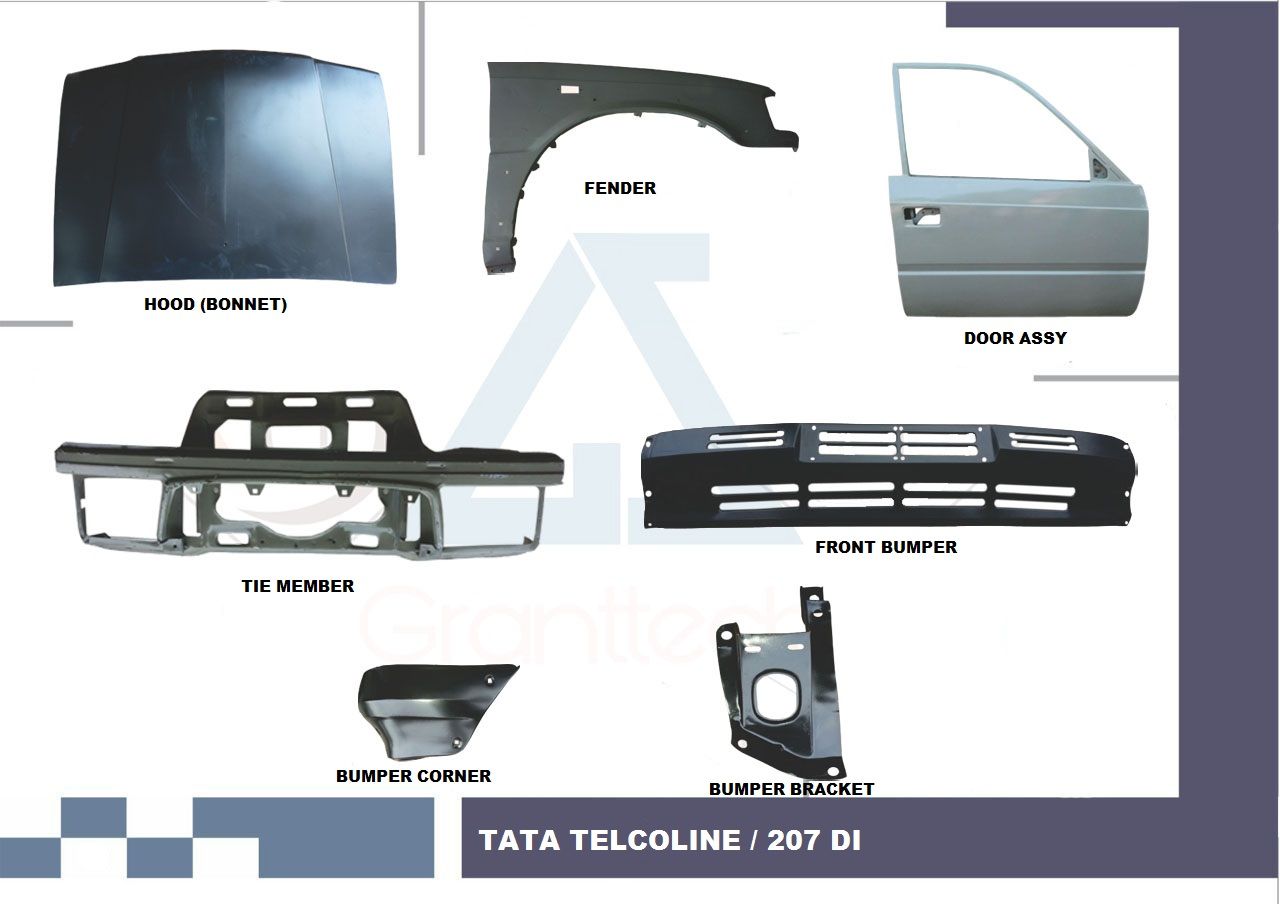 HOOD (BONNET)
FENDER
DOOR ASSY
TIE MEMBER
FRONT BUMPER
Granttech
BUMPER CORNER
BUMPER BRACKET
TATA TELCOLINE / 207 DI